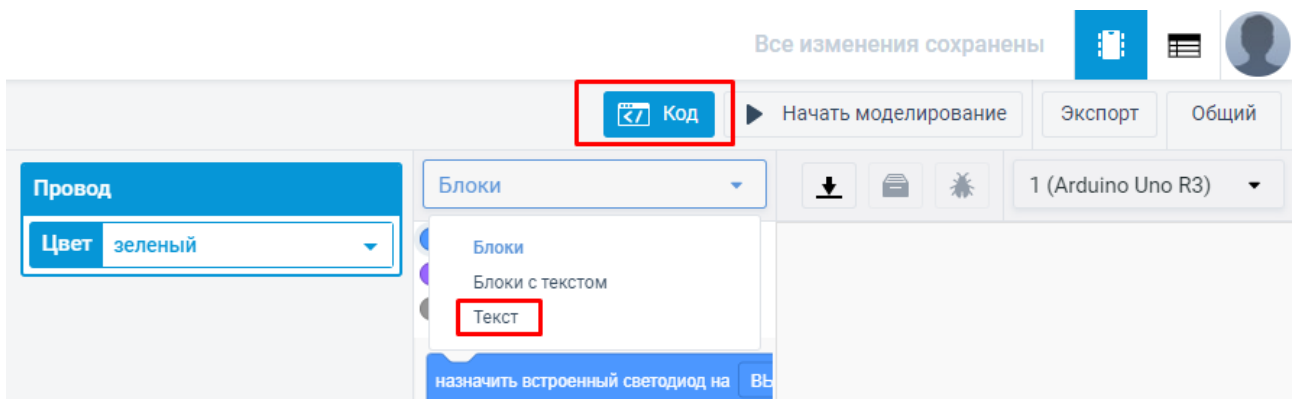 Все изменения сохранены
Код
Начать моделирование
Экспорт
Общий
Провод
Цвет зеленый
Блоки
1 (Arduino Uno R3)
Блоки
Блоки с текстом
Текст
назначить встроенный светодиод на